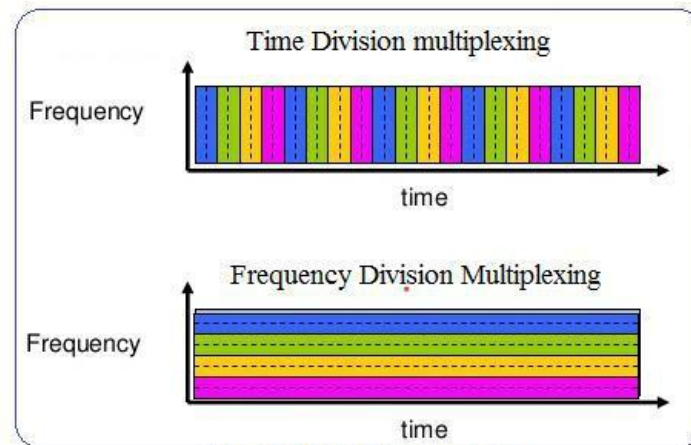 Time Division multiplexing
Frequency
time
Frequency Division Multiplexing
Frequency
time